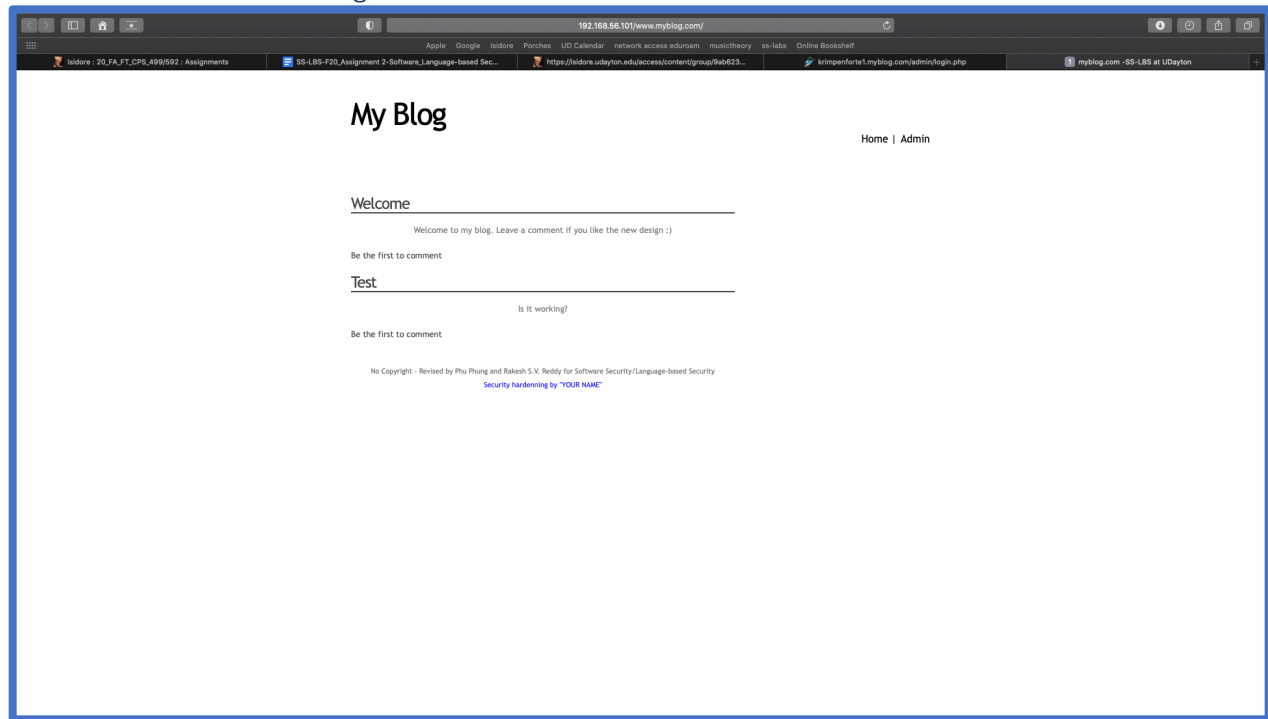 192.168.56.101/www.myblog.com/
Apple Google Isidore Porches UD Calendar network access eduroam musictheory ss-labs Online Bookshelf
Isidore : 20_FA_FT_CPS_499/592 : Assignments SS-LBS-F20_Assignment 2-Software_Language-based Sec... https://isidore.udayton.edu/access/content/group/9ab623... krimpenforte1.myblog.com/admin/login.php 1 myblog.com -SS-LBS at UDayton
My Blog
Home | Admin
Welcome
Welcome to my blog. Leave a comment if you like the new design :)
Be the first to comment
Test
Is it working?
Be the first to comment
No Copyright - Revised by Phu Phung and Rakesh S.V. Reddy for Software Security/Language-based Security
Security hardenning by "YOUR NAME"